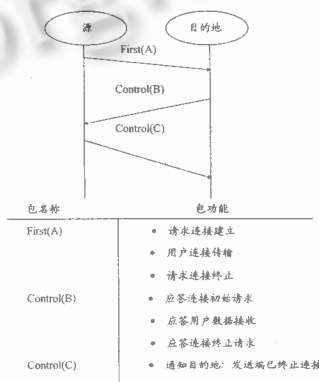 源
目的地
First(A)
Control(B)
Control(C)
包名称 包功能
First(A) • 请求连接建立
• 用户连接传输
• 请求连接终止
Control(B) • 应答连接初始请求
• 应答用户数据接收
• 应答连接终止请求
Control(C) • 通知目的地：发送端已终止连接